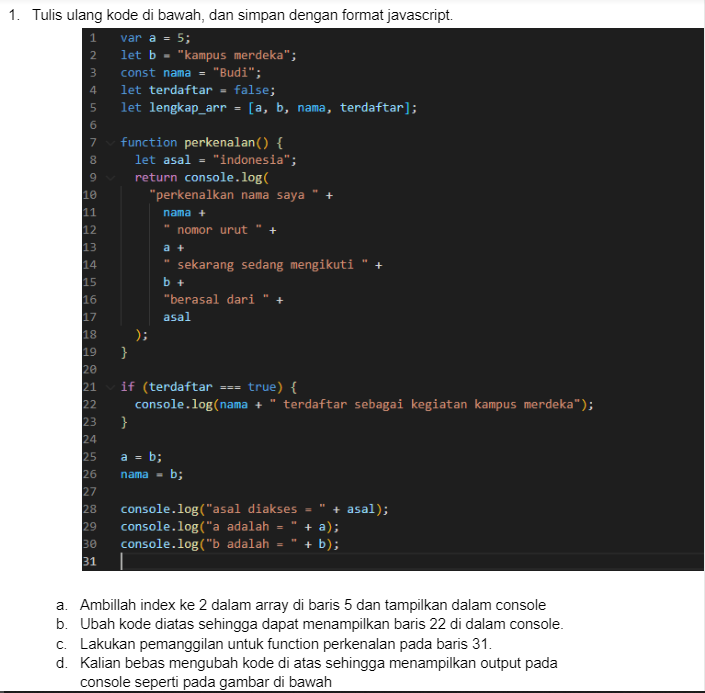 1. Tulis ulang kode di bawah, dan simpan dengan format javascript.
1 var a = 5;
2 let b = "kampus merdeka";
3 const nama = "Budi";
4 let terdaftar = false;
5 let lengkap_arr = [a, b, nama, terdaftar];
6
7 function perkenalan() {
8 let asal = "indonesia";
9 return console.log(
10 "perkenalkan nama saya " +
11 nama +
12 " nomor urut " +
13 a +
14 " sekarang sedang mengikuti " +
15 b +
16 "berasal dari " +
17 asal
18 );
19 }
20
21 if (terdaftar === true) {
22 console.log(nama + " terdaftar sebagai kegiatan kampus merdeka");
23 }
24
25 a = b;
26 nama = b;
27
28 console.log("asal diakses = " + asal);
29 console.log("a adalah = " + a);
30 console.log("b adalah = " + b);
31
a. Ambillah index ke 2 dalam array di baris 5 dan tampilkan dalam console
b. Ubah kode diatas sehingga dapat menampilkan baris 22 di dalam console.
c. Lakukan pemanggilan untuk function perkenalan pada baris 31.
d. Kalian bebas mengubah kode di atas sehingga menampilkan output pada
console seperti pada gambar di bawah